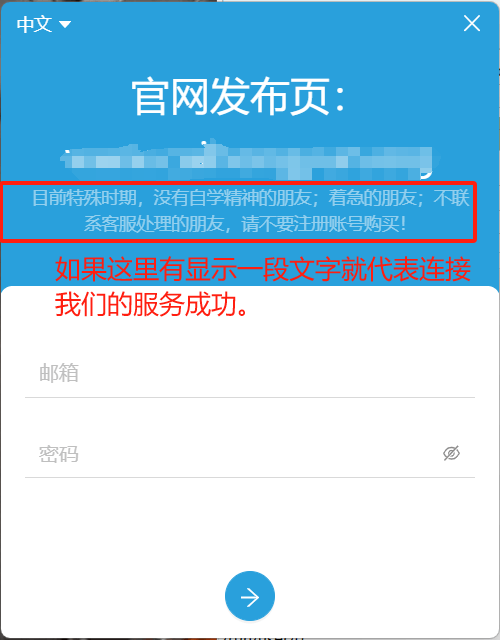 中文
官网发布页：
目前特殊时期，没有自学精神的朋友；着急的朋友；不联
系客服处理的朋友，请不要注册账号购买！
如果这里有显示一段文字就代表连接
我们的服务成功。
邮箱
密码